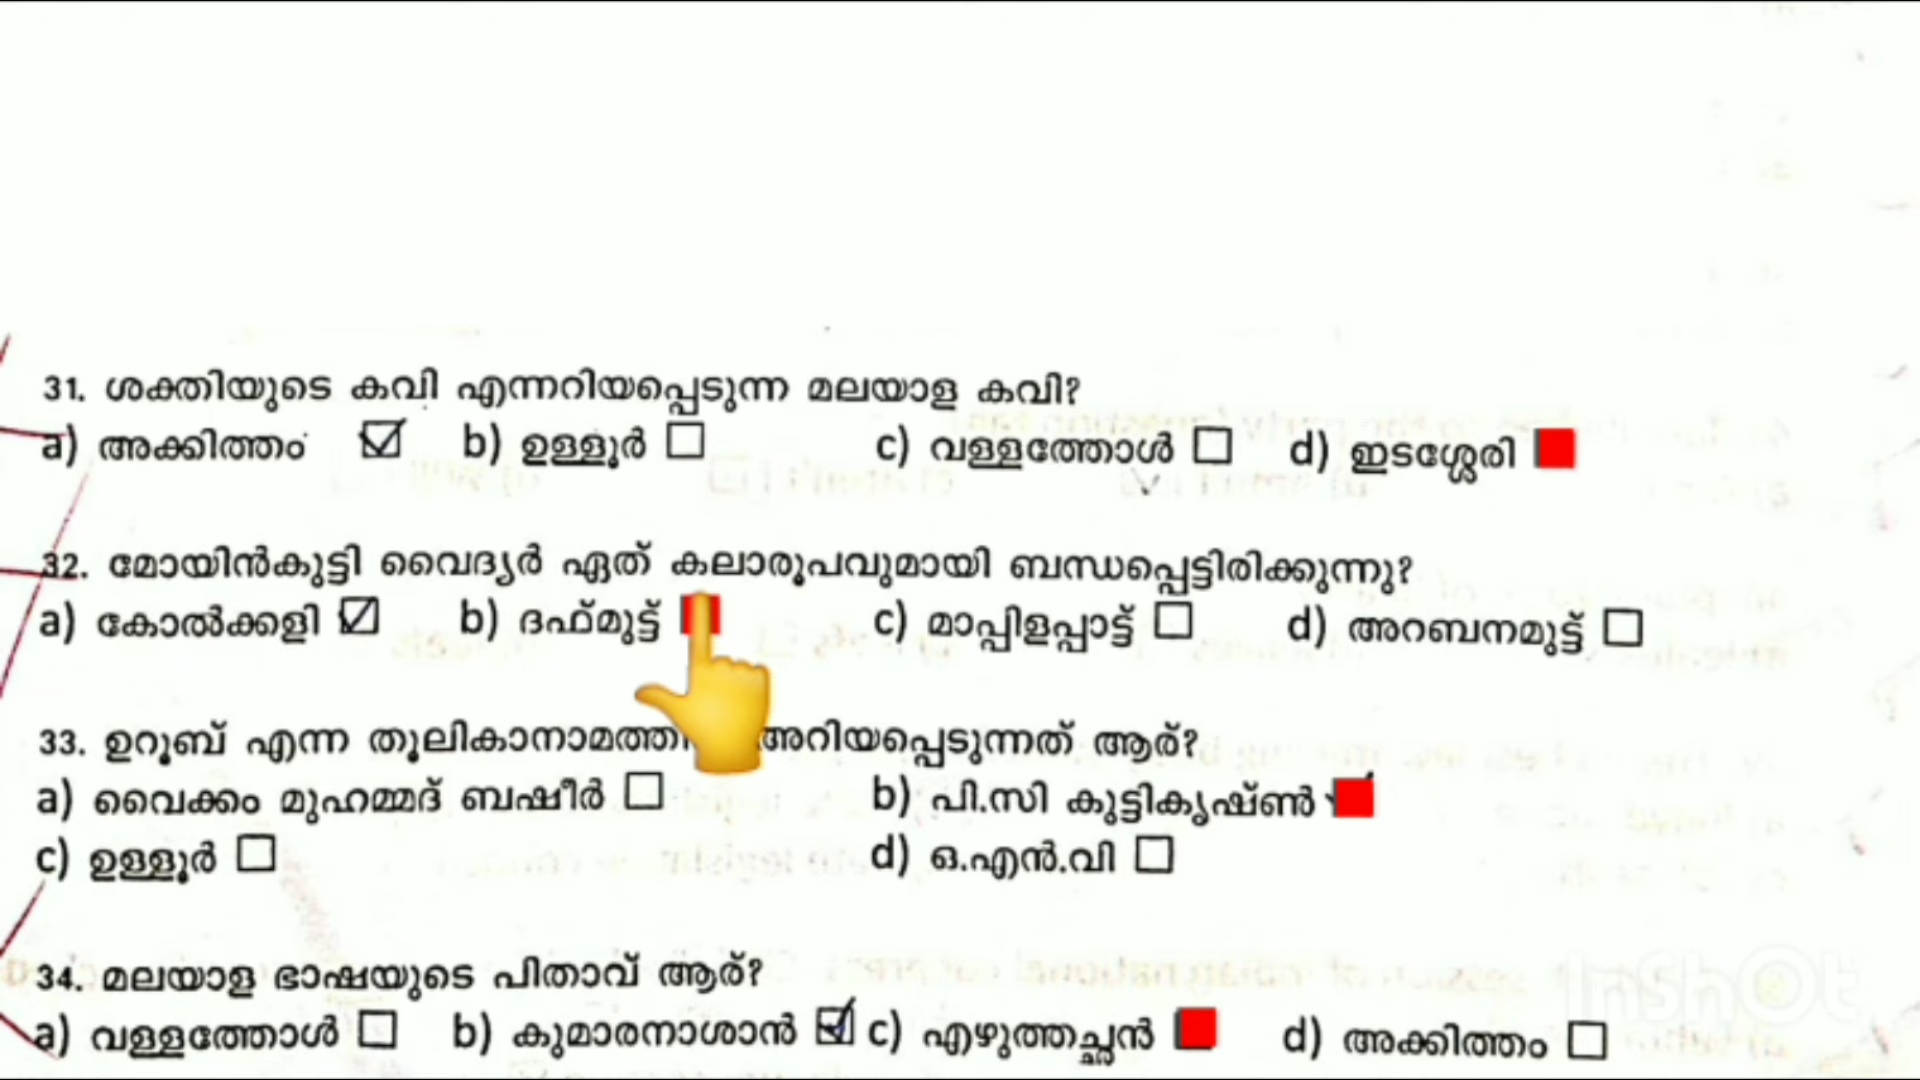 31. ശക്തിയുടെ കവി എന്നറിയപ്പെടുന്ന മലയാള കവി?
a) അക്കിത്തം b) ഉള്ളൂർ c) വള്ളത്തോൾ d) ഇടശ്ശേരി
32. മോയിൻകുട്ടി വൈദ്യർ ഏത് കലാരൂപവുമായി ബന്ധപ്പെട്ടിരിക്കുന്നു?
a) കോൽക്കളി b) ദഫ്മുട്ട് c) മാപ്പിളപ്പാട്ട് d) അറബനമുട്ട്
33. ഉറൂബ് എന്ന അറിയപ്പെടുന്നത് ആര്?
a) വൈക്കം മുഹമ്മദ് ബഷീർ b) പി.സി കുട്ടികൃഷ്ണൻ
c) ഉള്ളൂർ d) ഒ.എൻ.വി
34. മലയാള ഭാഷയുടെ പിതാവ് ആര്?
a) വള്ളത്തോൾ b) കുമാരനാശാൻ c) എഴുത്തച്ഛൻ d) അക്കിത്തം
InShOt